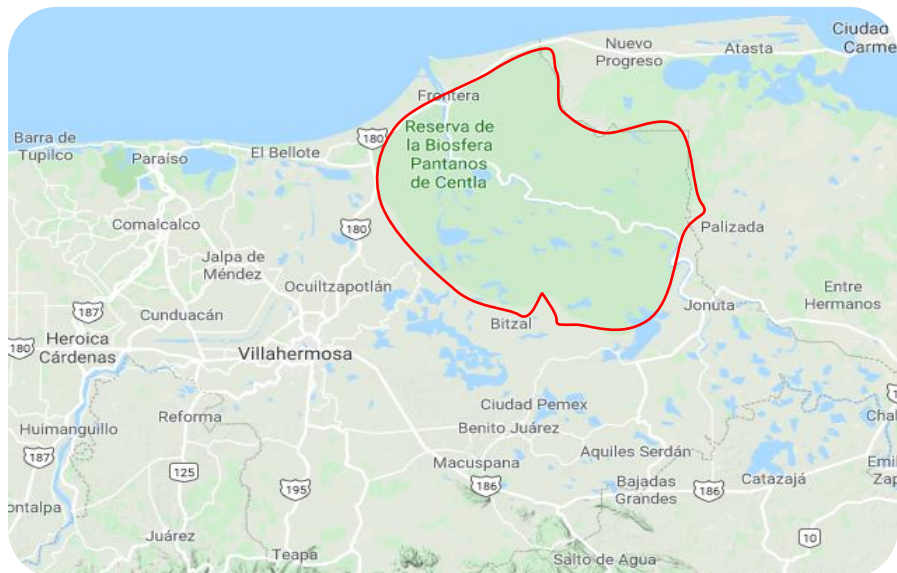 Ciudad
Carme
Nuevo
Progreso
Atasta
Frontera
180
Reserva de
la Biosfera
Pantanos
de Centla
Barra de
Tupilco
Paraíso
El Bellote
Comalcalco
180
Palizada
Jalpa de
Méndez
Ocuiltzapotlán
Entre
Hermanos
187
Cunduacán
Bitzal
Jonuta
180
Heroica
Cárdenas
Villahermosa
Ciudad Pemex
Reforma
Huimanguillo
Benito Juárez
Chal
187
125
Macuspana
Aquiles Serdán
Emil
Zap
195
186
Bajadas
Grandes
186
Catazajá
ontalpa
Juárez
10
Teapa
Salto de Agua